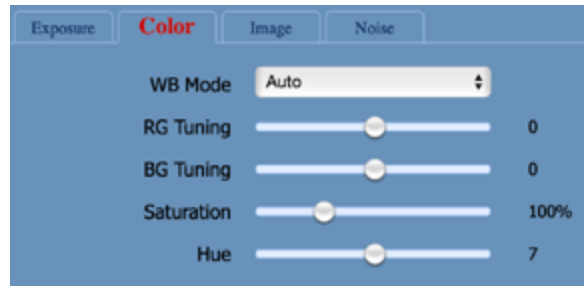 Exposure Color Image Noise
WB Mode Auto
RG Tuning 0
BG Tuning 0
Saturation 100%
Hue 7